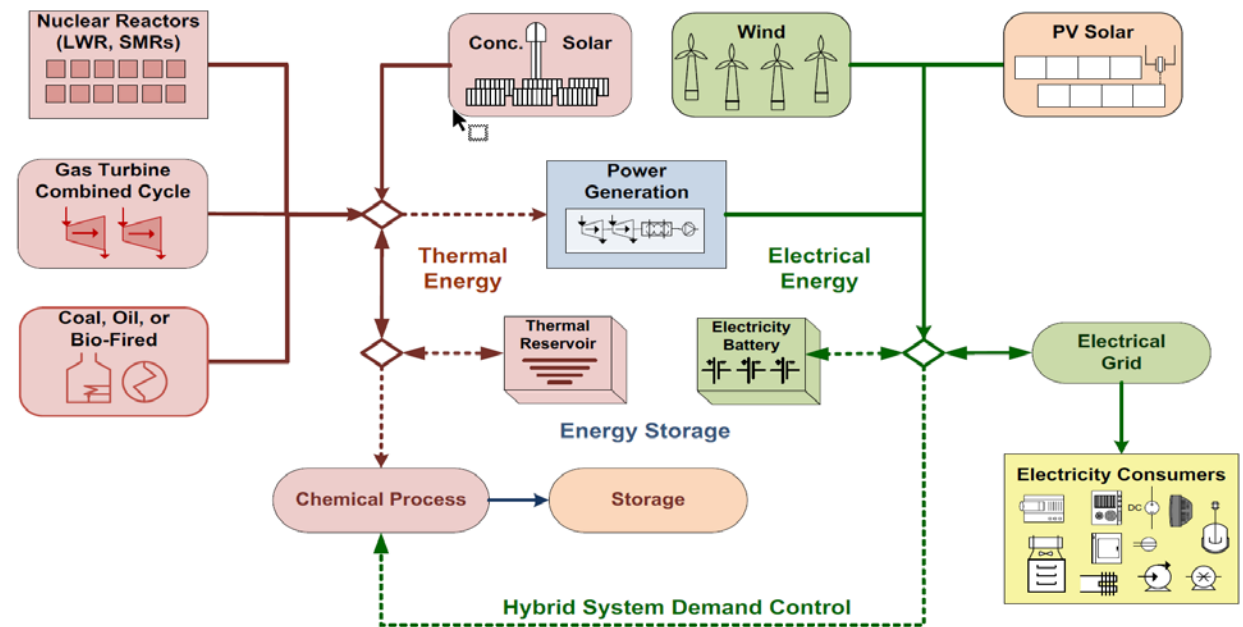 Nuclear Reactors
(LWR, SMRs)
Conc. Solar
Wind
PV Solar
Gas Turbine
Combined Cycle
Power
Generation
Thermal
Energy
Electrical
Energy
Coal, Oil, or
Bio-Fired
Thermal
Reservoir
Electricity
Battery
Electrical
Grid
Energy Storage
Chemical Process
Storage
Electricity Consumers
DC
Hybrid System Demand Control